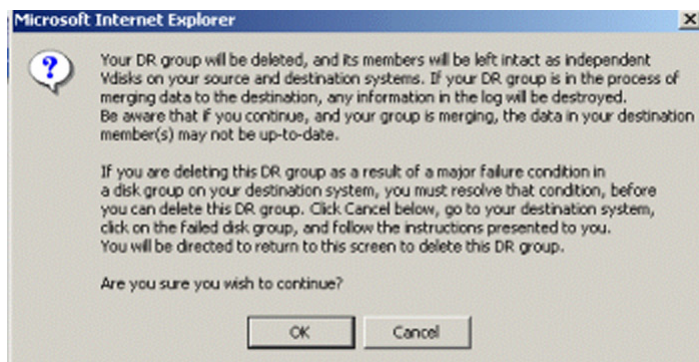 Microsoft Internet Explorer
Your DR group will be deleted, and its members will be left intact as independent
Vdisks on your source and destination systems. If your DR group is in the process of
merging data to the destination, any information in the log will be destroyed.
Be aware that if you continue, and your group is merging, the data in your destination
member(s) may not be up-to-date.
If you are deleting this DR group as a result of a major failure condition in
a disk group on your destination system, you must resolve that condition, before
you can delete this DR group. Click Cancel below, go to your destination system,
click on the failed disk group, and follow the instructions presented to you.
You will be directed to return to this screen to delete this DR group.
Are you sure you wish to continue?
OK
Cancel